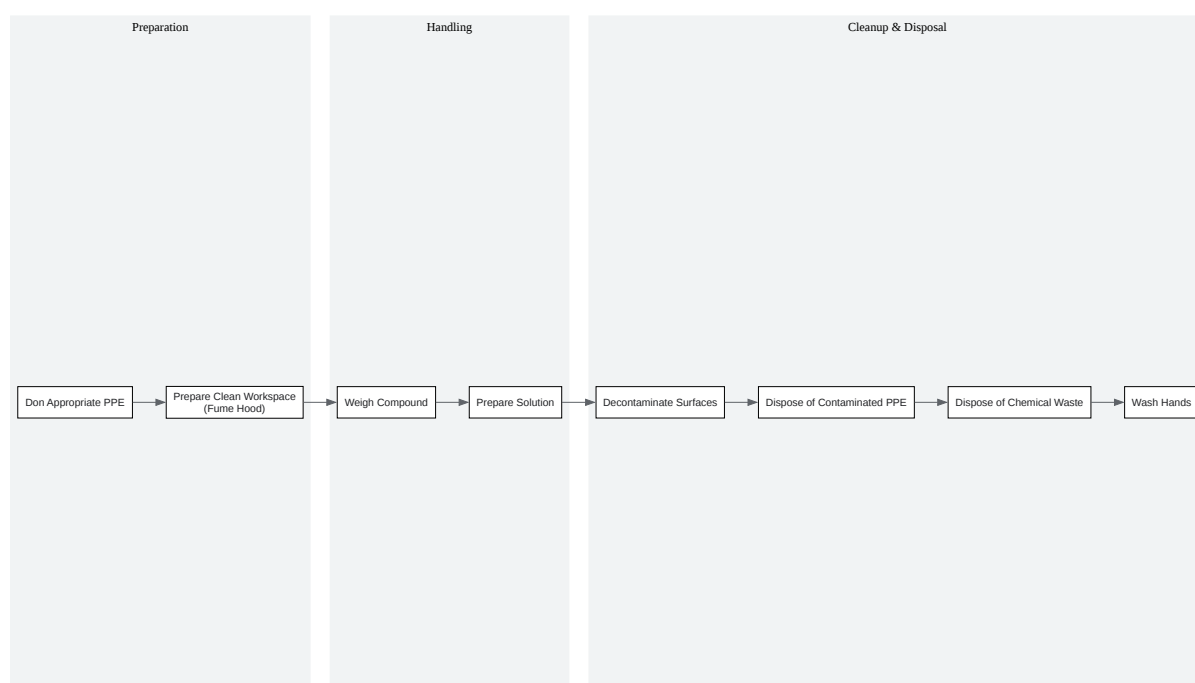 Preparation
Handling
Cleanup & Disposal
Don Appropriate PPE
Prepare Clean Workspace
(Fume Hood)
Weigh Compound
Prepare Solution
Decontaminate Surfaces
Dispose of Contaminated PPE
Dispose of Chemical Waste
Wash Hands